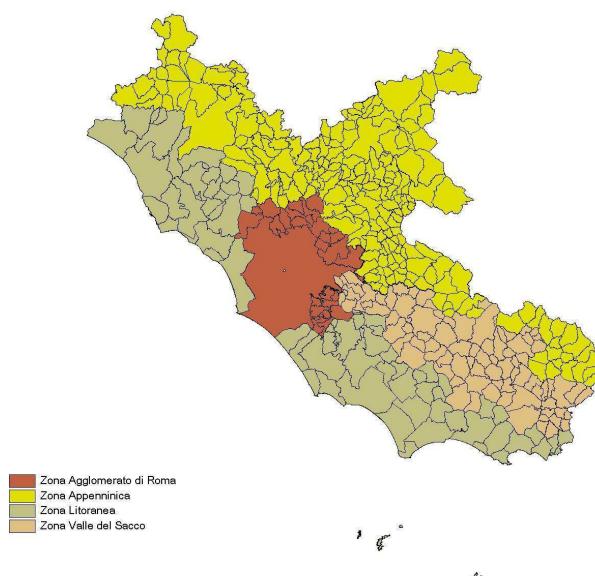 Zona Agglomerato di Roma
Zona Appenninica
Zona Litoranea
Zona Valle del Sacco